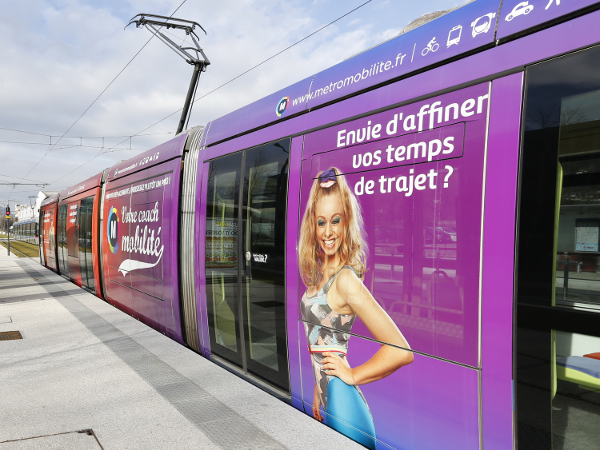 www.metromobilite.fr
Envie d'affiner
vos temps
de trajet ?
Votre coach
M mobilité